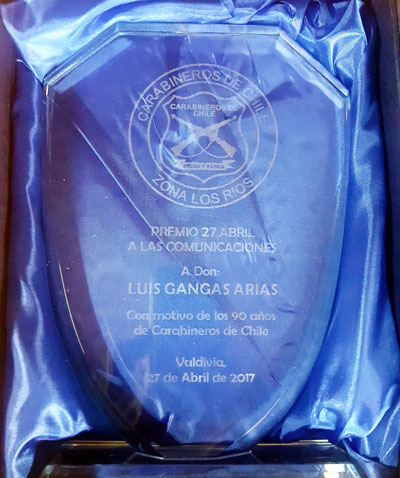 CARABINEROS DE CHILE
CARABINEROS DE
CHILE
ZONA LOS RIOS
PREMIO 27 ABRIL
A LAS COMUNICACIONES
A Don:
LUIS GANGAS ARIAS
Con motivo de los 90 años
de Carabineros de Chile
Valdivia,
27 de Abril de 2017